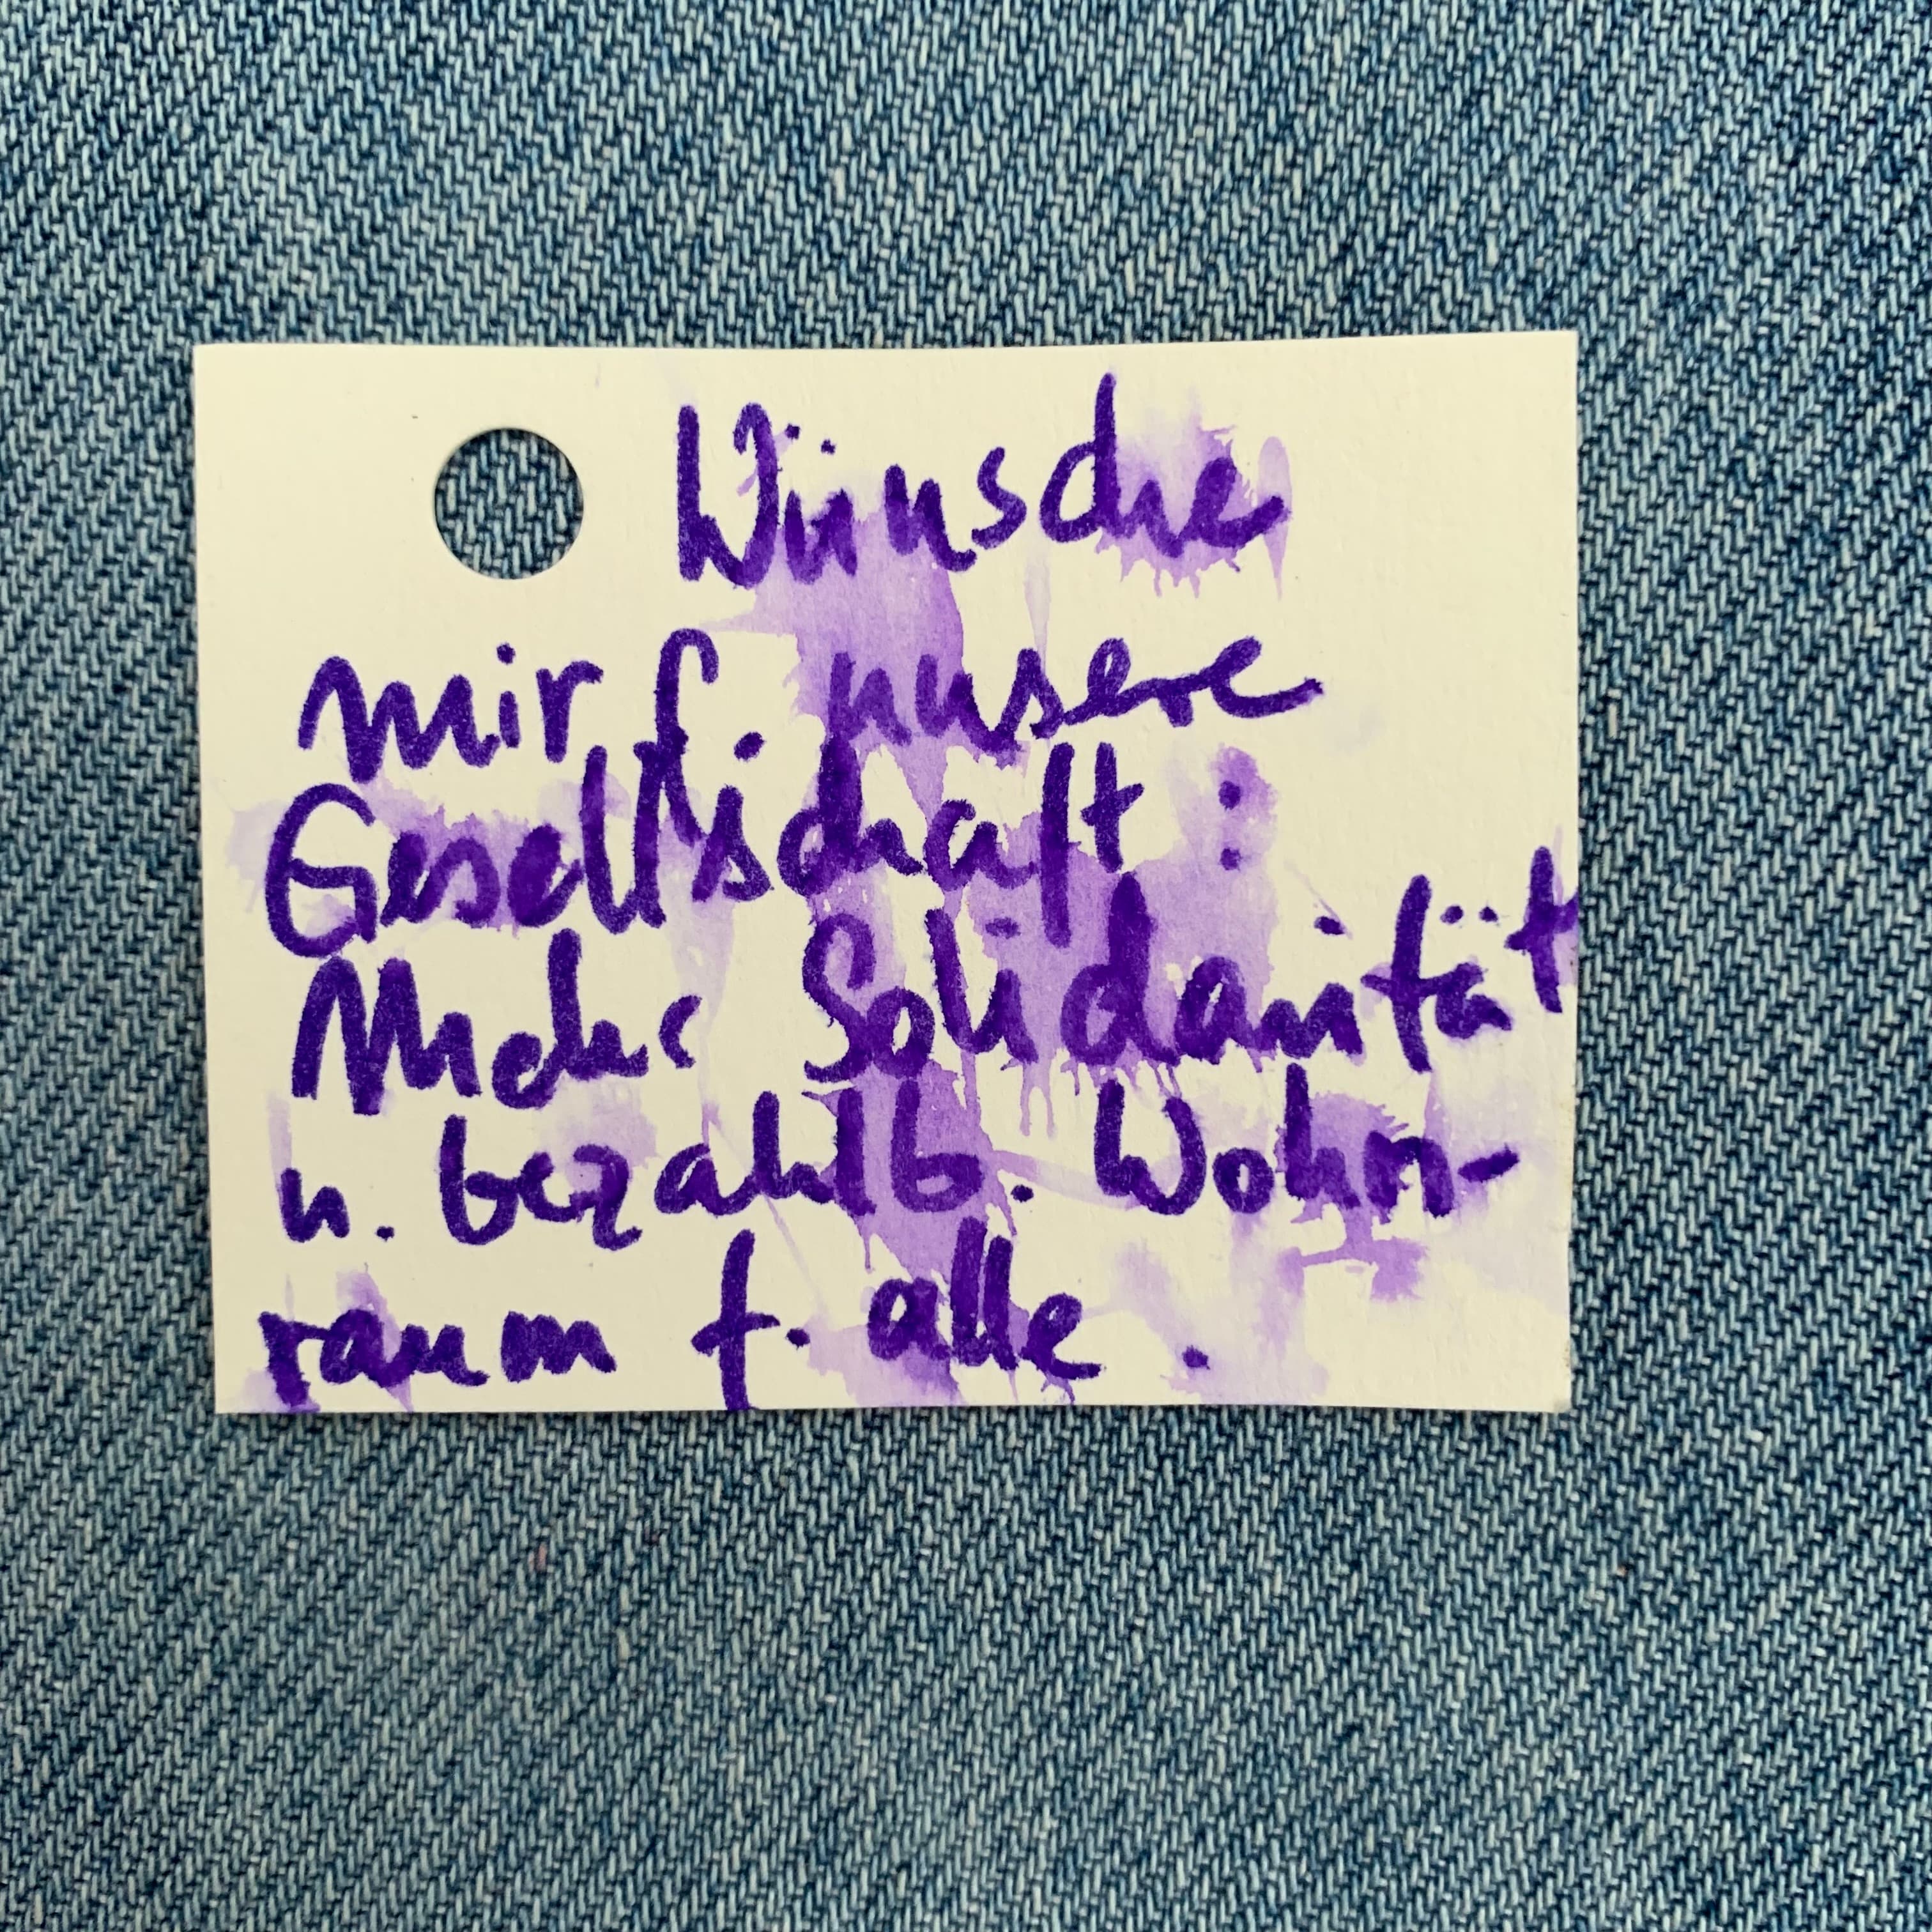 Wünsche
mir f. unsere
Gesellschaft :
Mehr Solidarität
u. bezahlb. Wohn-
raum f. alle .